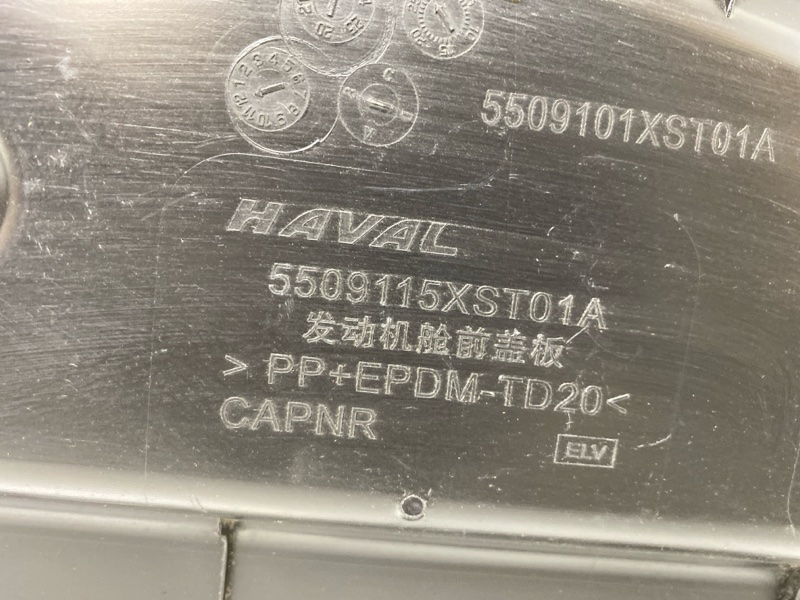 5509101XST01A
HAVAL
5509115XST01A
发动机舱前盖板
>PP+EPDM-TD20<
CAPNR
ELV